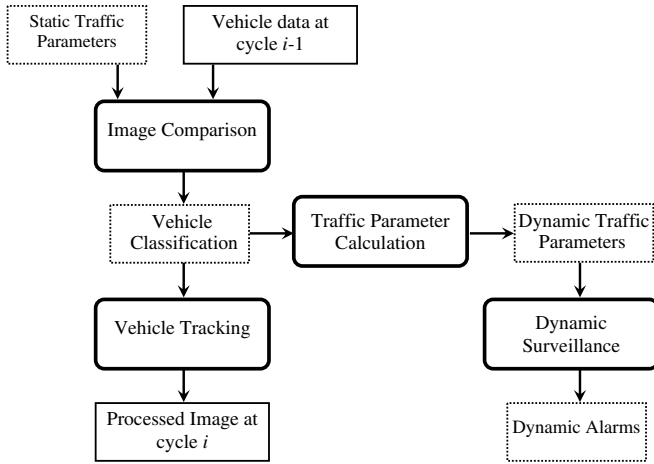 Static Traffic
Parameters
Vehicle data at
cycle i-1
Image Comparison
Vehicle
Classification
Traffic Parameter
Calculation
Dynamic Traffic
Parameters
Vehicle Tracking
Dynamic
Surveillance
Processed Image at
cycle i
Dynamic Alarms